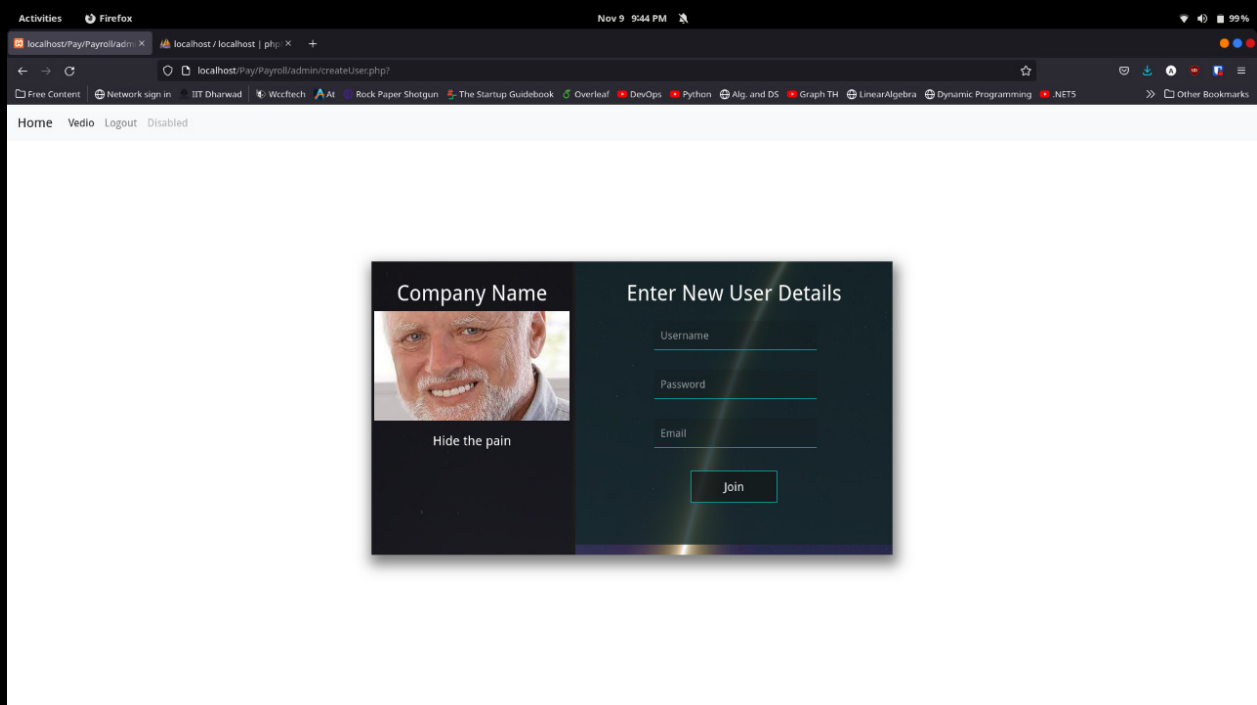 Activities Firefox Nov 9 9:44 PM 99%
localhost/Pay/Payroll/adm localhost / localhost | php
localhost/Pay/Payroll/admin/createUser.php?
Free Content Network sign in IIT Dharwad Wccftech At Rock Paper Shotgun The Startup Guidebook Overleaf DevOps Python Alg. and DS Graph TH LinearAlgebra Dynamic Programming .NET5 Other Bookmarks
Home Vedio Logout Disabled
Company Name
Hide the pain
Enter New User Details
Username
Password
Email
Join